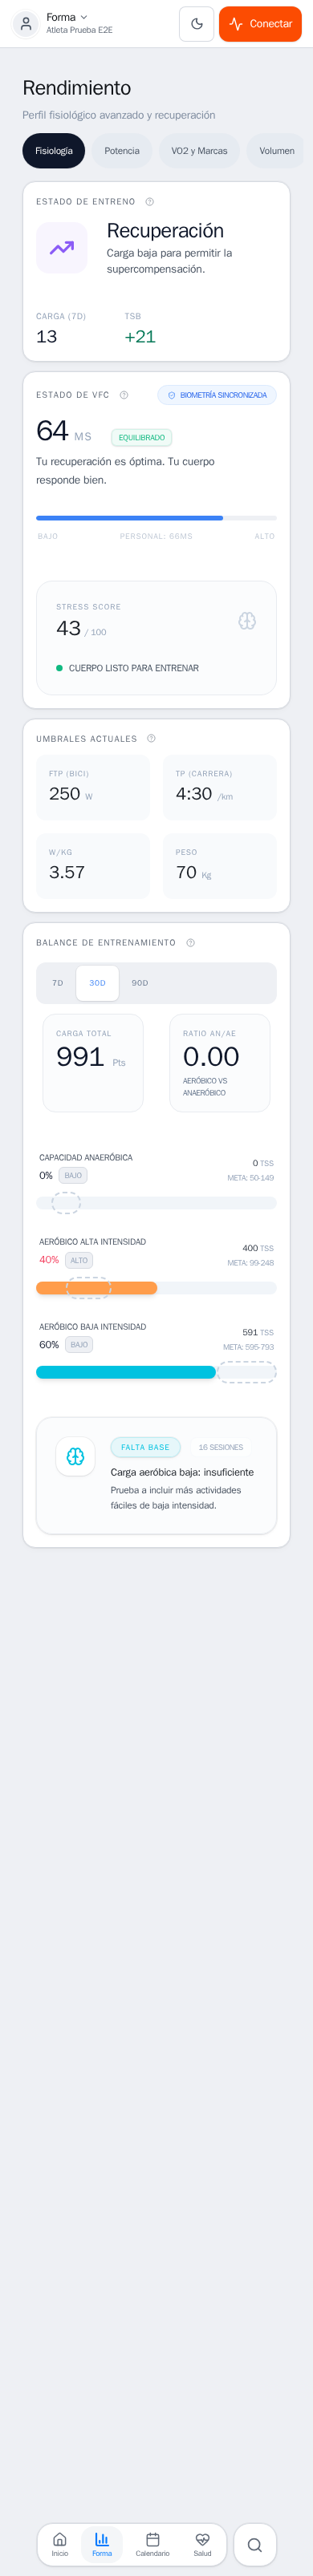 Forma
Atleta Prueba E2E
Conectar
Rendimiento
Perfil fisiológico avanzado y recuperación
Fisiología
Potencia
VO2 y Marcas
Volumen
ESTADO DE ENTRENO
Recuperación
Carga baja para permitir la
supercompensación.
CARGA (7D)
TSB
13
+21
ESTADO DE VFC
BIOMETRÍA SINCRONIZADA
64 MS
EQUILIBRADO
Tu recuperación es óptima. Tu cuerpo
responde bien.
BAJO
PERSONAL: 66MS
ALTO
STRESS SCORE
43 / 100
CUERPO LISTO PARA ENTRENAR
UMBRALES ACTUALES
FTP (BICI)
250 W
TP (CARRERA)
4:30 /km
W/KG
3.57
PESO
70 Kg
BALANCE DE ENTRENAMIENTO
7D
30D
90D
CARGA TOTAL
991 Pts
RATIO AN/AE
0.00
AERÓBICO VS
ANAERÓBICO
CAPACIDAD ANAERÓBICA
0% BAJO
0 TSS
META: 50-149
AERÓBICO ALTA INTENSIDAD
40% ALTO
400 TSS
META: 99-248
AERÓBICO BAJA INTENSIDAD
60% BAJO
591 TSS
META: 595-793
FALTA BASE
16 SESIONES
Carga aeróbica baja: insuficiente
Prueba a incluir más actividades
fáciles de baja intensidad.
Inicio
Forma
Calendario
Salud